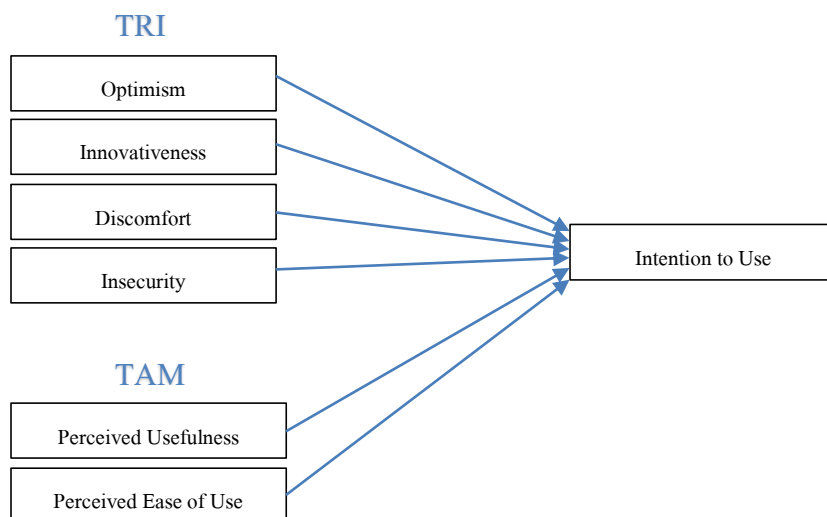 TRI
Optimism
Innovativeness
Discomfort
Insecurity
Intention to Use
TAM
Perceived Usefulness
Perceived Ease of Use